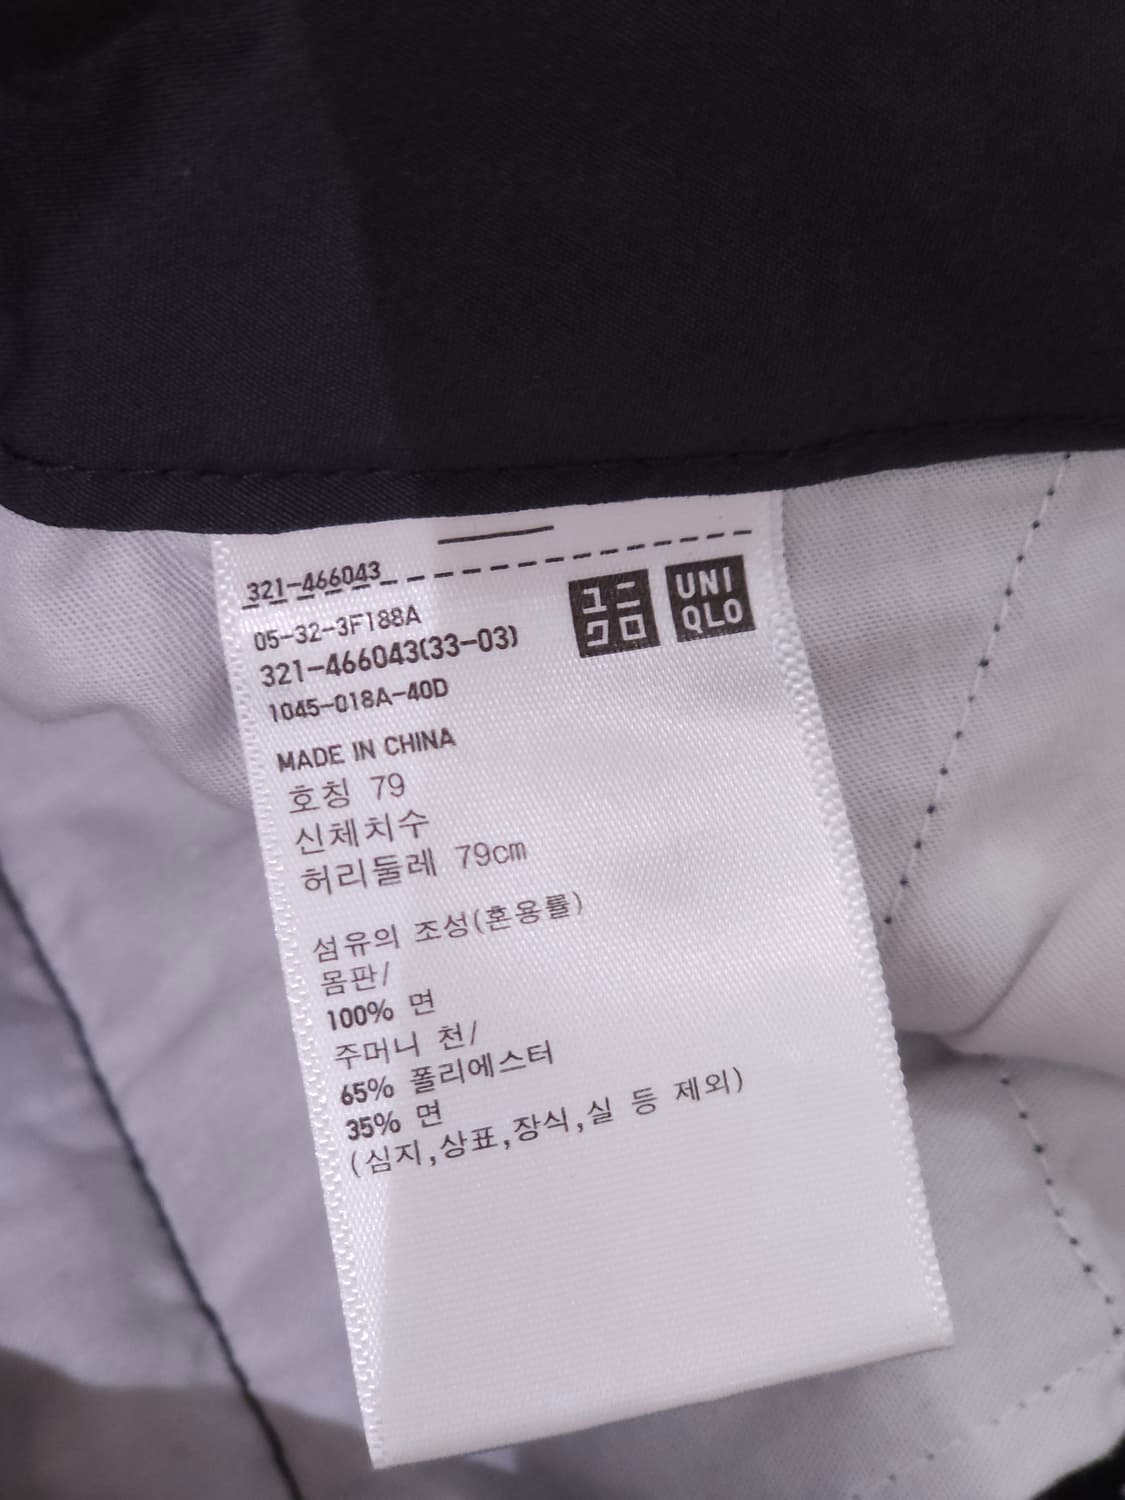 321-466043
05-32-3F188A
321-466043(33-03)
1045-018A-40D
ユニ
クロ
UNI
QLO
MADE IN CHINA
호칭 79
신체치수
허리둘레 79cm
섬유의 조성(혼용률)
몸판/
100% 면
주머니 천/
65% 폴리에스터
35% 면
(심지,상표,장식,실 등 제외)